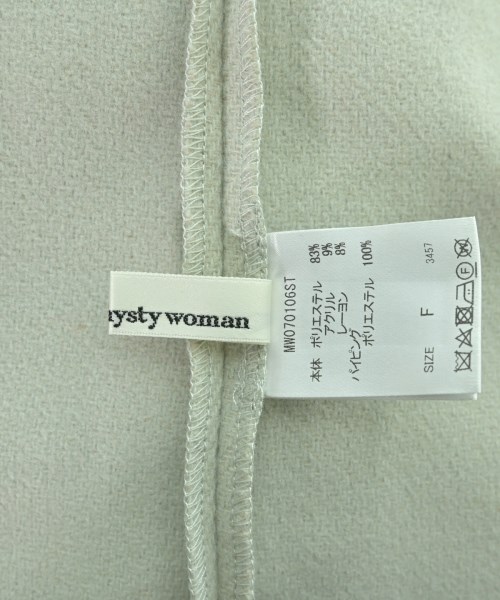 mysty woman
MW070106ST
本体 ポリエステル 83%
アクリル 9%
レーヨン 8%
パイピング
ポリエステル 100%
SIZE F 3457